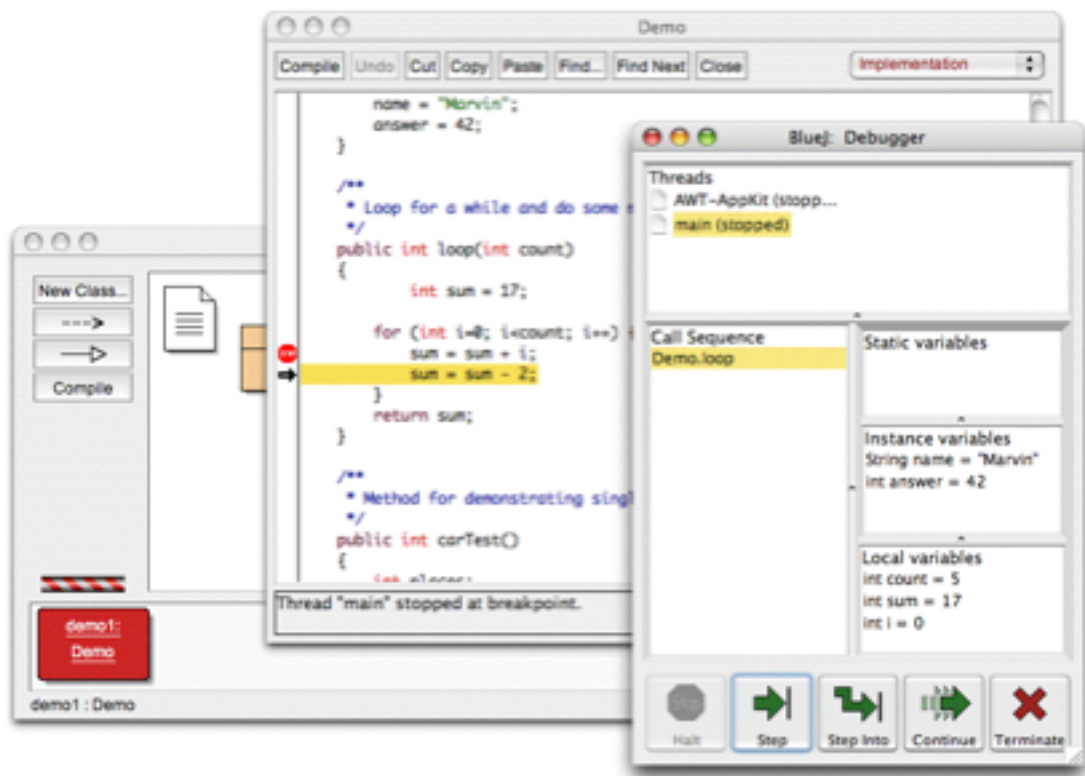 Demo
Compile Undo Cut Copy Paste Find... Find Next Close
Implementation
name = "Marvin";
answer = 42;
}
/**
* Loop for a while and do some
*/
public int loop(int count)
{
int sum = 17;
for (int i=0; i<count; i++)
sum = sum + i;
sum = sum - 2;
}
return sum;
}
/**
* Method for demonstrating singl
*/
public int carTest()
{
int places;
Thread "main" stopped at breakpoint.
New Class...
Compile
demo1:
Demo
demo1 : Demo
BlueJ: Debugger
Threads
AWT-AppKit (stopp...
main (stopped)
Call Sequence
Demo.loop
Static variables
Instance variables
String name = "Marvin"
int answer = 42
Local variables
int count = 5
int sum = 17
int i = 0
Stop
Halt Step Step Into Continue Terminate